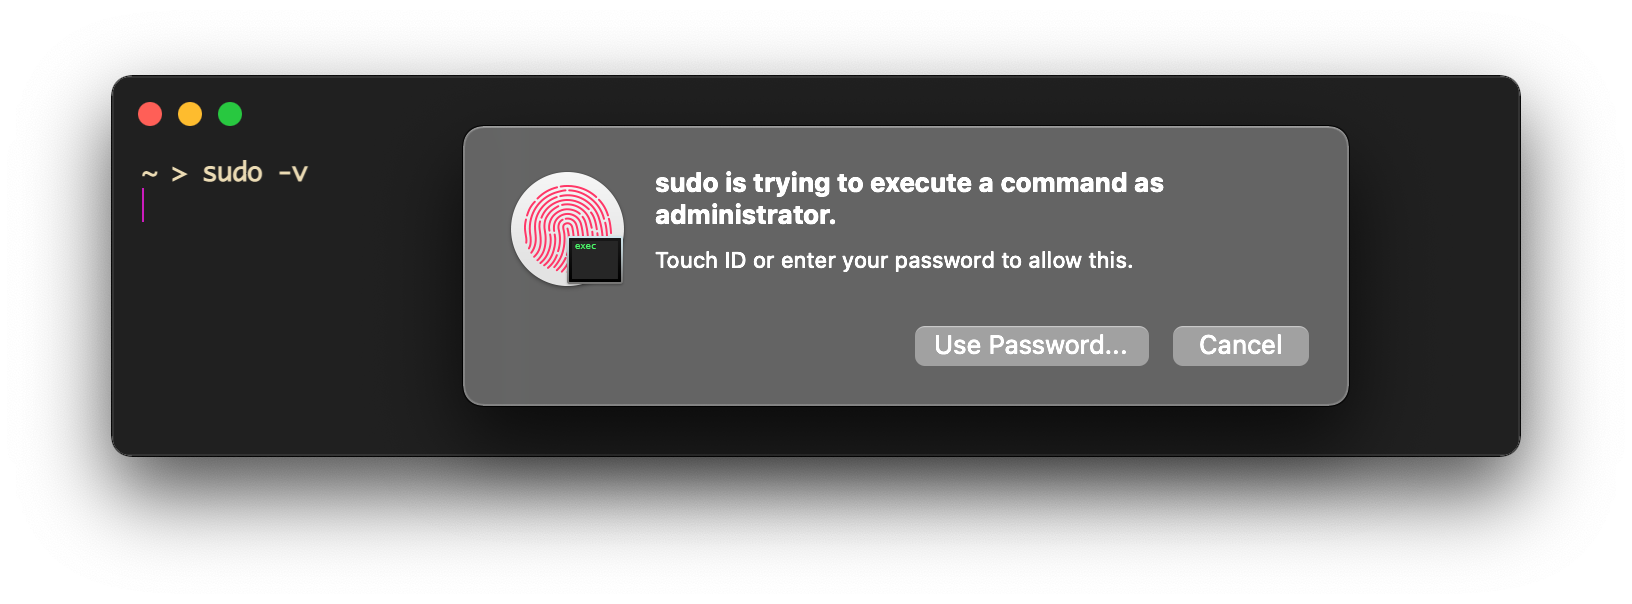 ~ > sudo -v
exec
sudo is trying to execute a command as
administrator.
Touch ID or enter your password to allow this.
Use Password...
Cancel